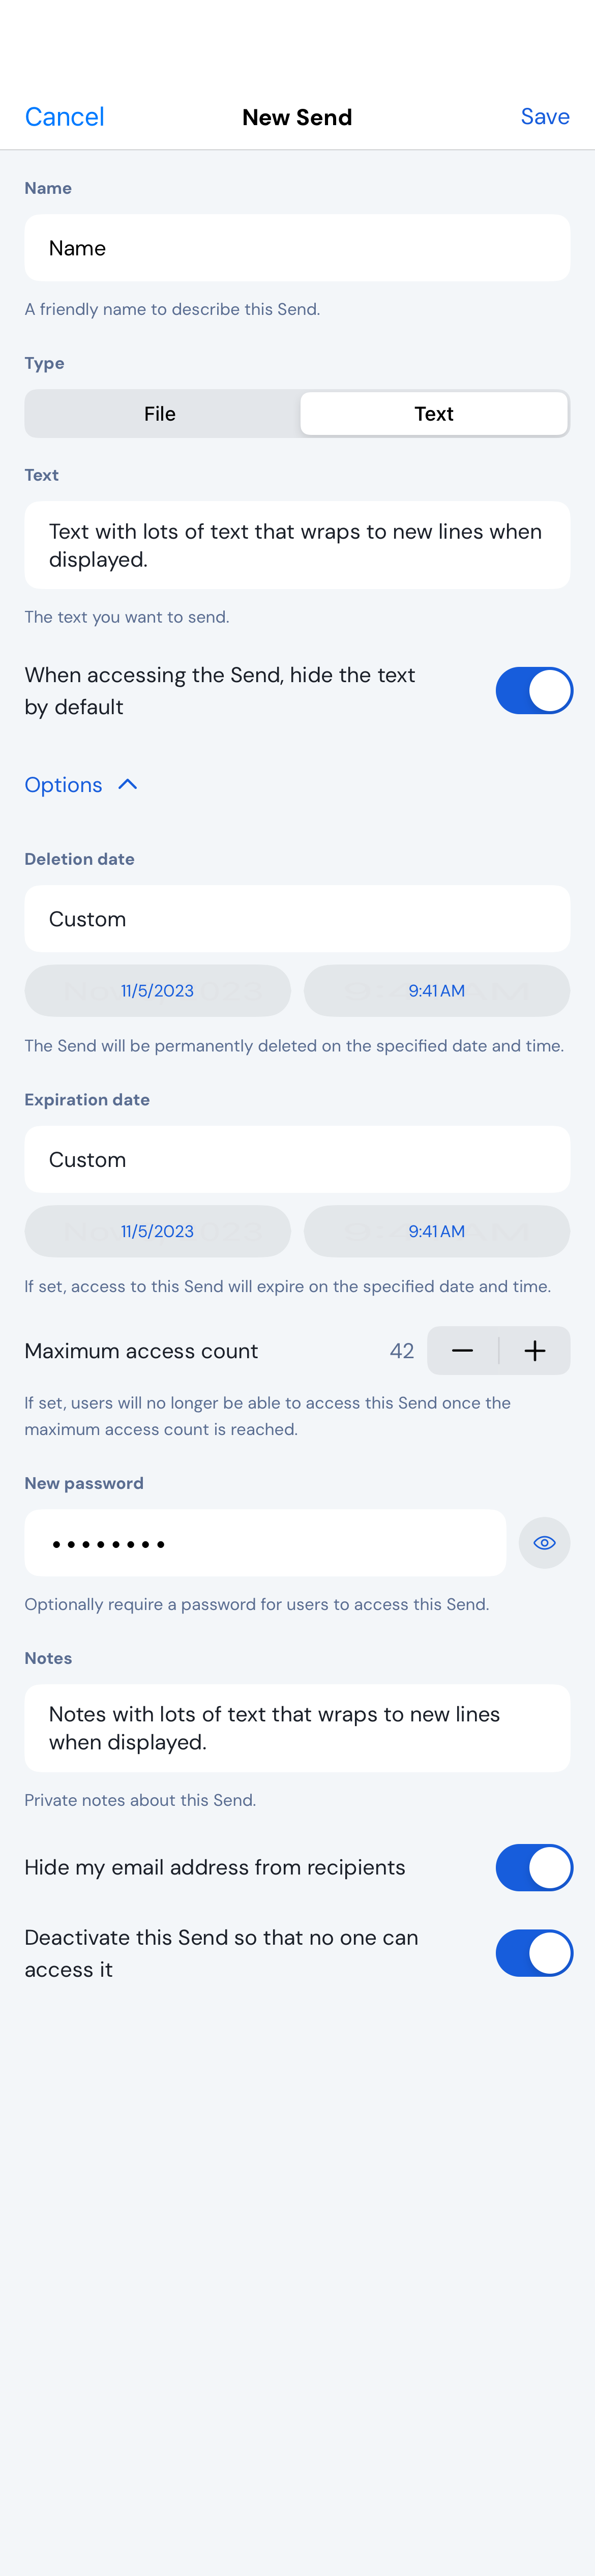 Cancel New Send Save
Name
Name
A friendly name to describe this Send.
Type
File Text
Text
Text with lots of text that wraps to new lines when
displayed.
The text you want to send.
When accessing the Send, hide the text
by default
Options
Deletion date
Custom
11/5/2023 9:41 AM
The Send will be permanently deleted on the specified date and time.
Expiration date
Custom
11/5/2023 9:41 AM
If set, access to this Send will expire on the specified date and time.
Maximum access count 42
If set, users will no longer be able to access this Send once the
maximum access count is reached.
New password
••••••••
Optionally require a password for users to access this Send.
Notes
Notes with lots of text that wraps to new lines
when displayed.
Private notes about this Send.
Hide my email address from recipients
Deactivate this Send so that no one can
access it